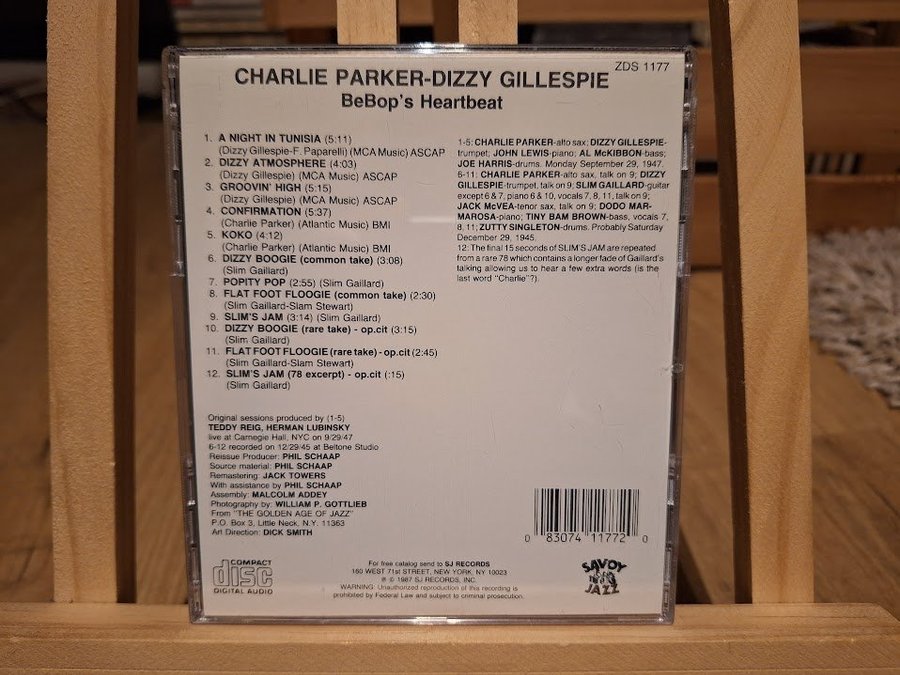 ZDS 1177
CHARLIE PARKER-DIZZY GILLESPIE
BeBop's Heartbeat
1. A NIGHT IN TUNISIA (5:11)
(Dizzy Gillespie-F. Paparelli) (MCA Music) ASCAP
2. DIZZY ATMOSPHERE (4:03)
(Dizzy Gillespie) (MCA Music) ASCAP
3. GROOVIN' HIGH (5:15)
(Dizzy Gillespie) (MCA Music) ASCAP
4. CONFIRMATION (5:37)
(Charlie Parker) (Atlantic Music) BMI
5. KOKO (4:12)
(Charlie Parker) (Atlantic Music) BMI
6. DIZZY BOOGIE (common take) (3:08)
(Slim Gaillard)
7. POPITY POP (2:55) (Slim Gaillard)
8. FLAT FOOT FLOOGIE (common take) (2:30)
(Slim Gaillard-Slam Stewart)
9. SLIM'S JAM (3:14) (Slim Gaillard)
10. DIZZY BOOGIE (rare take) - op.cit (3:15)
(Slim Gaillard)
11. FLAT FOOT FLOOGIE (rare take) - op.cit (2:45)
(Slim Gaillard-Slam Stewart)
12. SLIM'S JAM (78 excerpt) - op.cit (:15)
(Slim Gaillard)
1-5: CHARLIE PARKER-alto sax; DIZZY GILLESPIE-
trumpet; JOHN LEWIS-piano; AL McKIBBON-bass;
JOE HARRIS-drums. Monday September 29, 1947.
6-11: CHARLIE PARKER-alto sax, talk on 9; DIZZY
GILLESPIE-trumpet, talk on 9; SLIM GAILLARD-guitar
except 6 & 7, piano 6 & 10, vocals 7, 8, 11, talk on 9;
JACK McVEA-tenor sax, talk on 9; DODO MAR-
MAROSA-piano; TINY BAM BROWN-bass, vocals 7,
8, 11; ZUTTY SINGLETON-drums. Probably Saturday
December 29, 1945.
12: The final 15 seconds of SLIM'S JAM are repeated
from a rare 78 which contains a longer fade of Gaillard's
talking allowing us to hear a few extra words (is the
last word "Charlie"?).
Original sessions produced by (1-5)
TEDDY REIG, HERMAN LUBINSKY
live at Carnegie Hall, NYC on 9/29/47
6-12 recorded on 12/29/45 at Beltone Studio
Reissue Producer: PHIL SCHAAP
Source material: PHIL SCHAAP
Remastering: JACK TOWERS
With assistance by PHIL SCHAAP
Assembly: MALCOLM ADDEY
Photography by: WILLIAM P. GOTTLIEB
From "THE GOLDEN AGE OF JAZZ"
P.O. Box 3, Little Neck, N.Y. 11363
Art Direction: DICK SMITH
0 83074 11772 0
COMPACT
disc
DIGITAL AUDIO
For free catalog send to SJ RECORDS
160 WEST 71st STREET, NEW YORK, NY 10023
℗ © 1987 SJ RECORDS, INC.
WARNING: Unauthorized reproduction of this recording is
prohibited by Federal Law and subject to criminal prosecution.
SAVOY
JAZZ